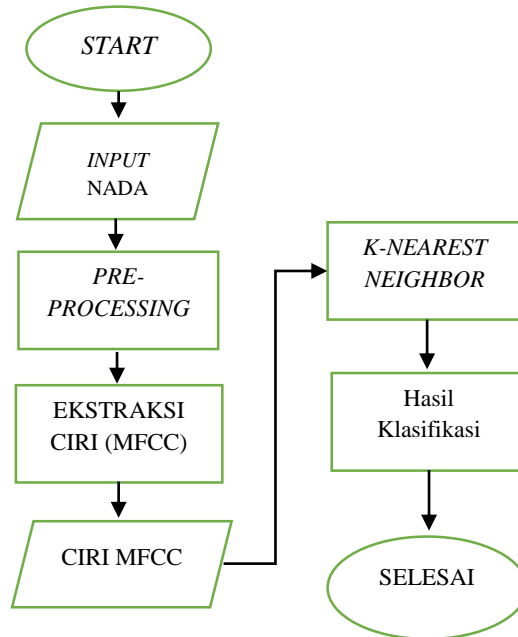 START
INPUT
NADA
PRE-
PROCESSING
EKSTRAKSI
CIRI (MFCC)
CIRI MFCC
K-NEAREST
NEIGHBOR
Hasil
Klasifikasi
SELESAI